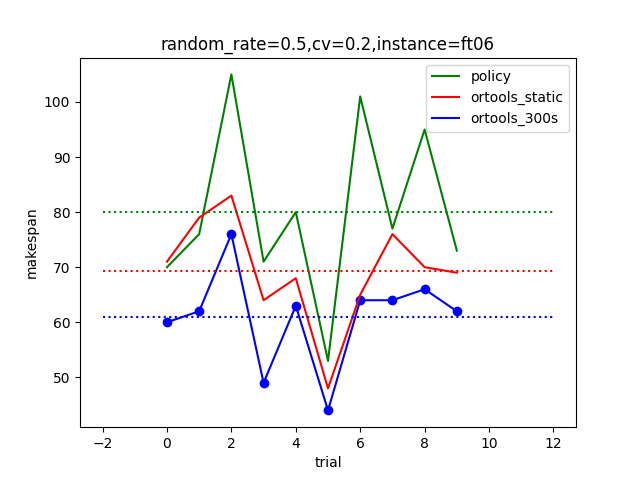 random_rate=0.5,cv=0.2,instance=ft06
policy
ortools_static
ortools_300s
100
90
80
70
60
50
makespan
−2
0
2
4
6
8
10
12
trial